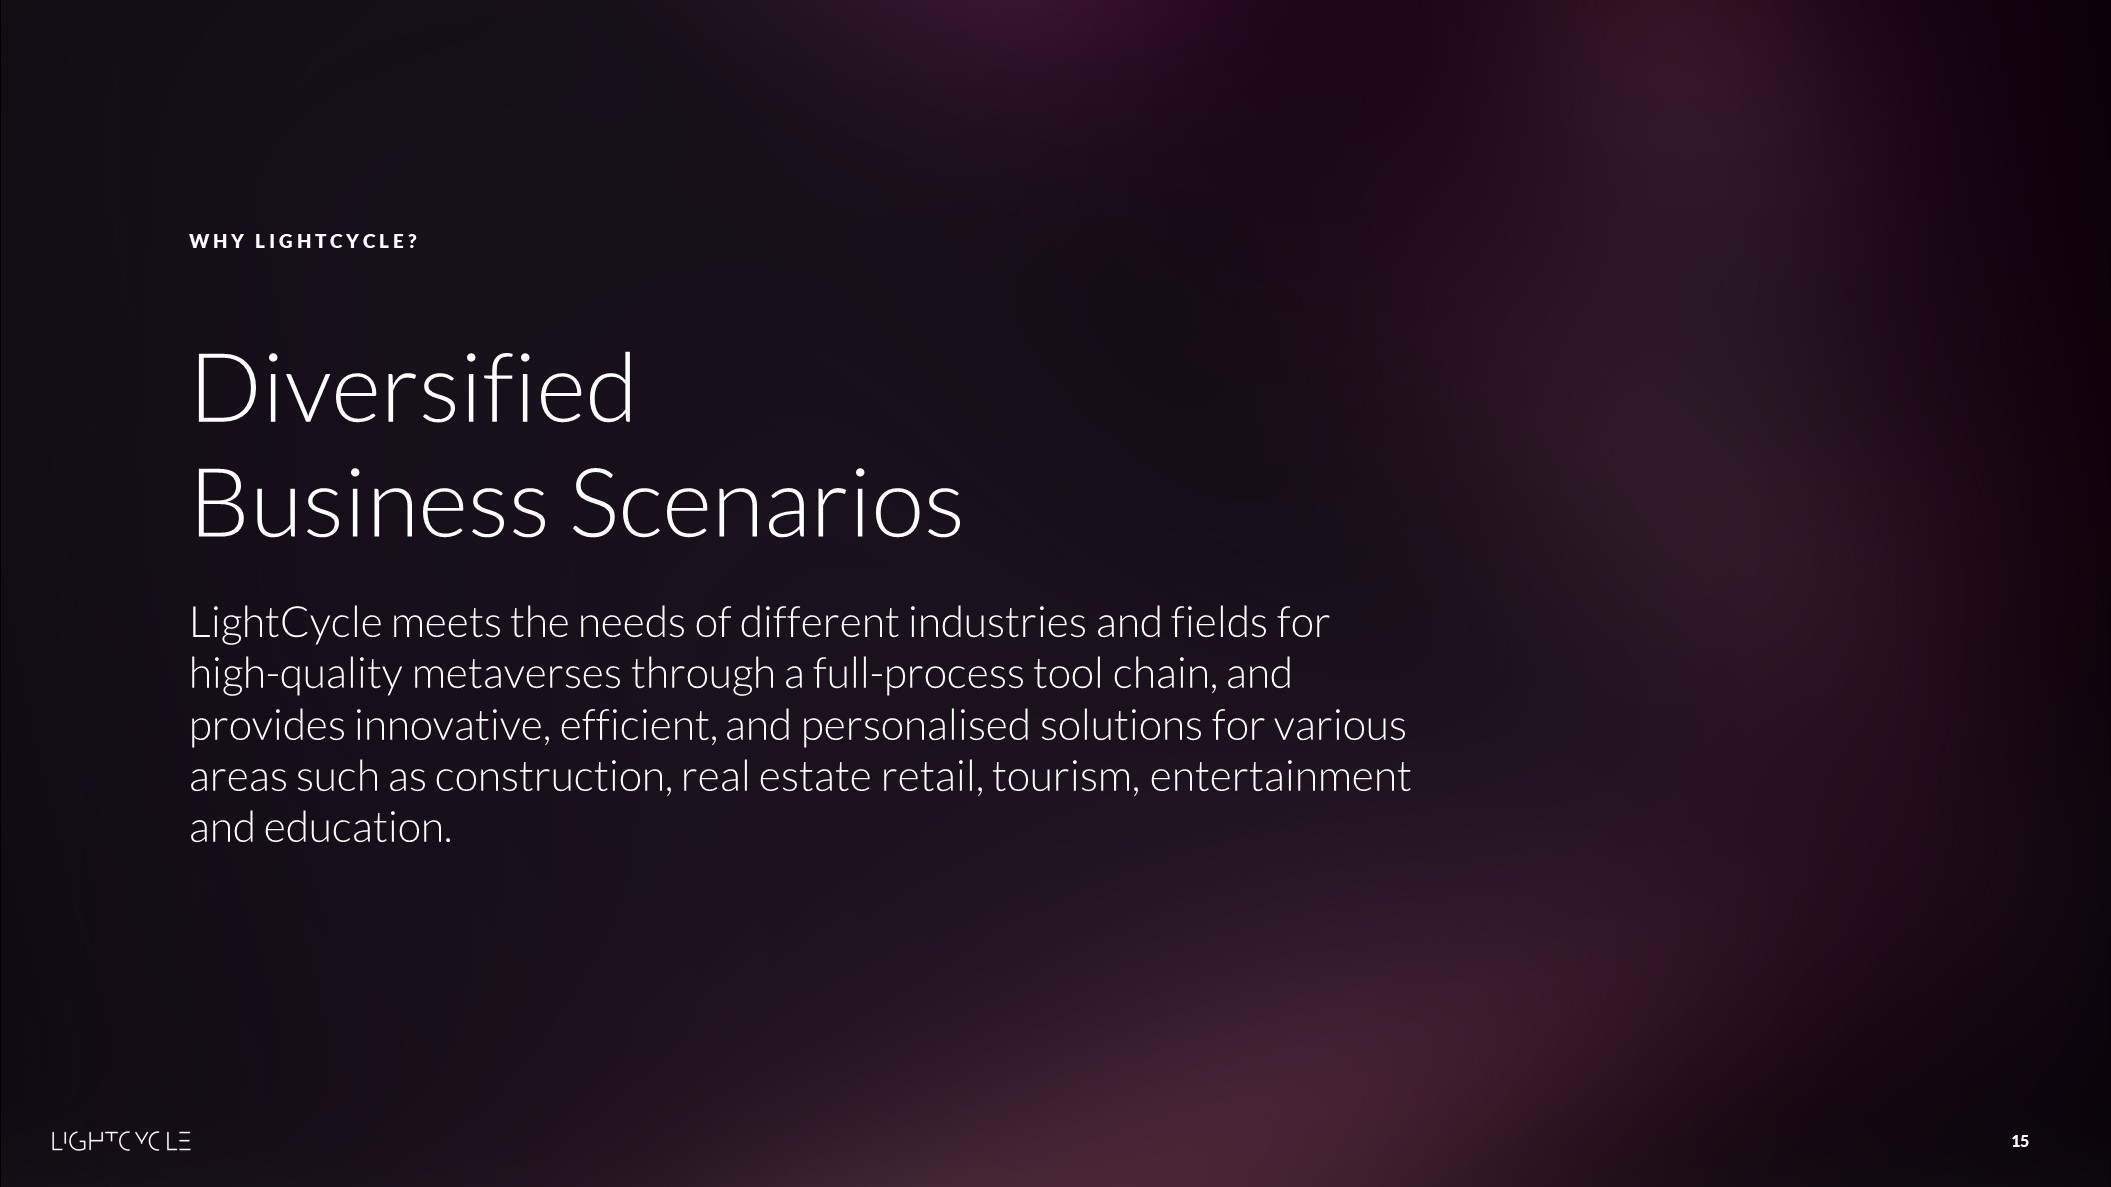 WHY LIGHTCYCLE?
Diversified
Business Scenarios
LightCycle meets the needs of different industries and fields for
high-quality metaverses through a full-process tool chain, and
provides innovative, efficient, and personalised solutions for various
areas such as construction, real estate retail, tourism, entertainment
and education.
LIGHTCYCLE
15